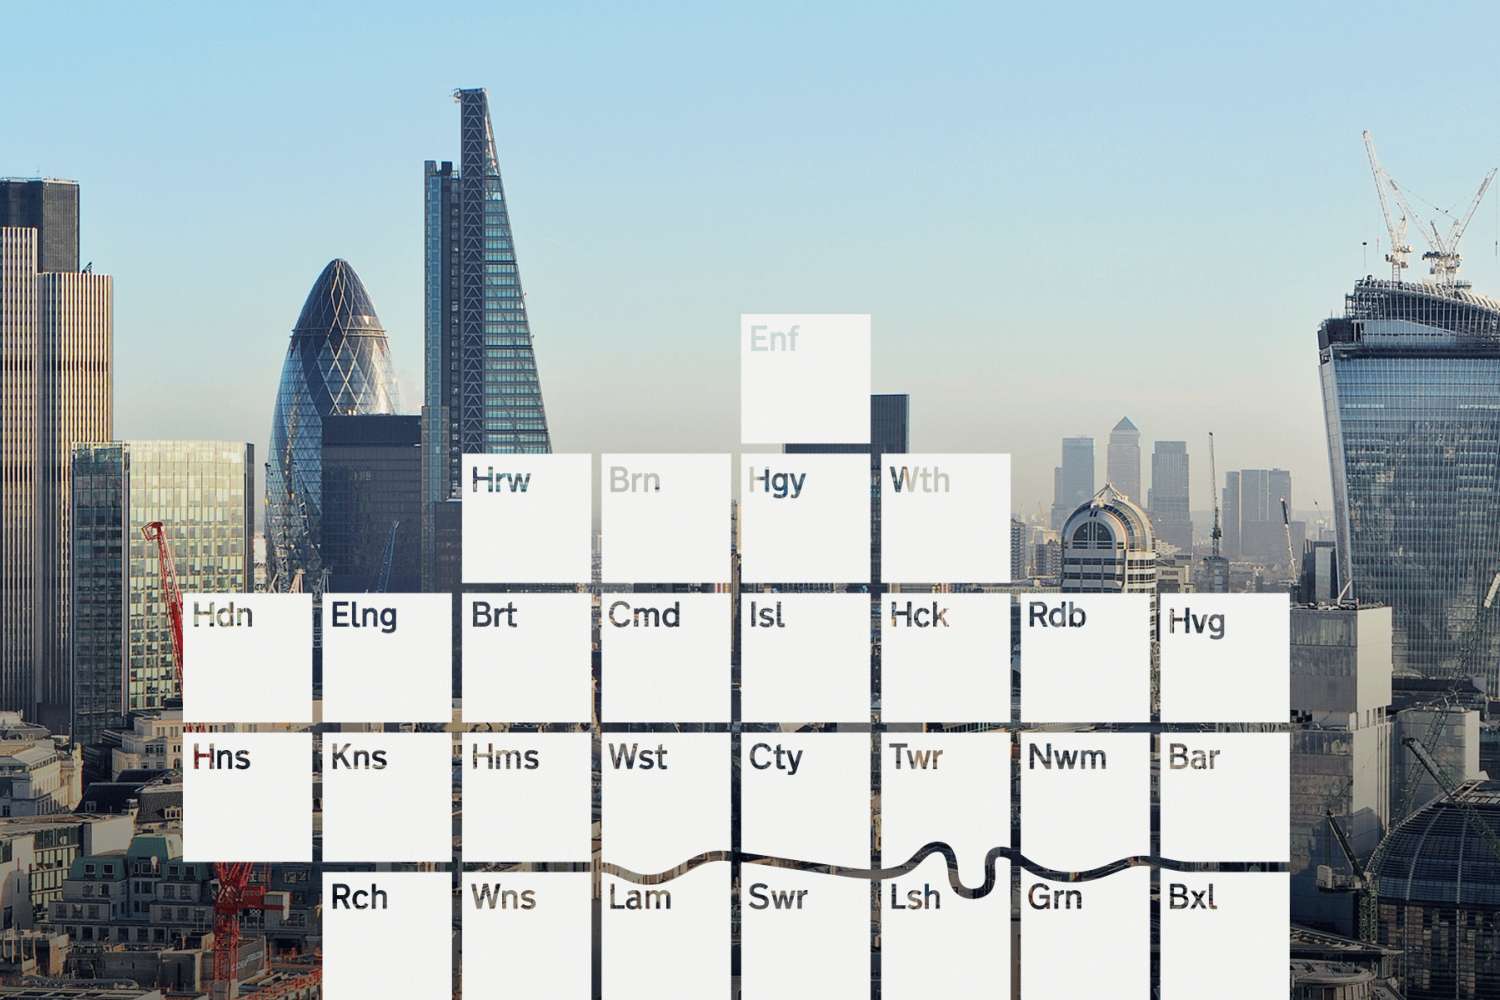 Enf
Hrw Brn Hgy Wth
Hdn Elng Brt Cmd Isl Hck Rdb Hvg
Hns Kns Hms Wst Cty Twr Nwm Bar
Rch Wns Lam Swr Lsh Grn Bxl